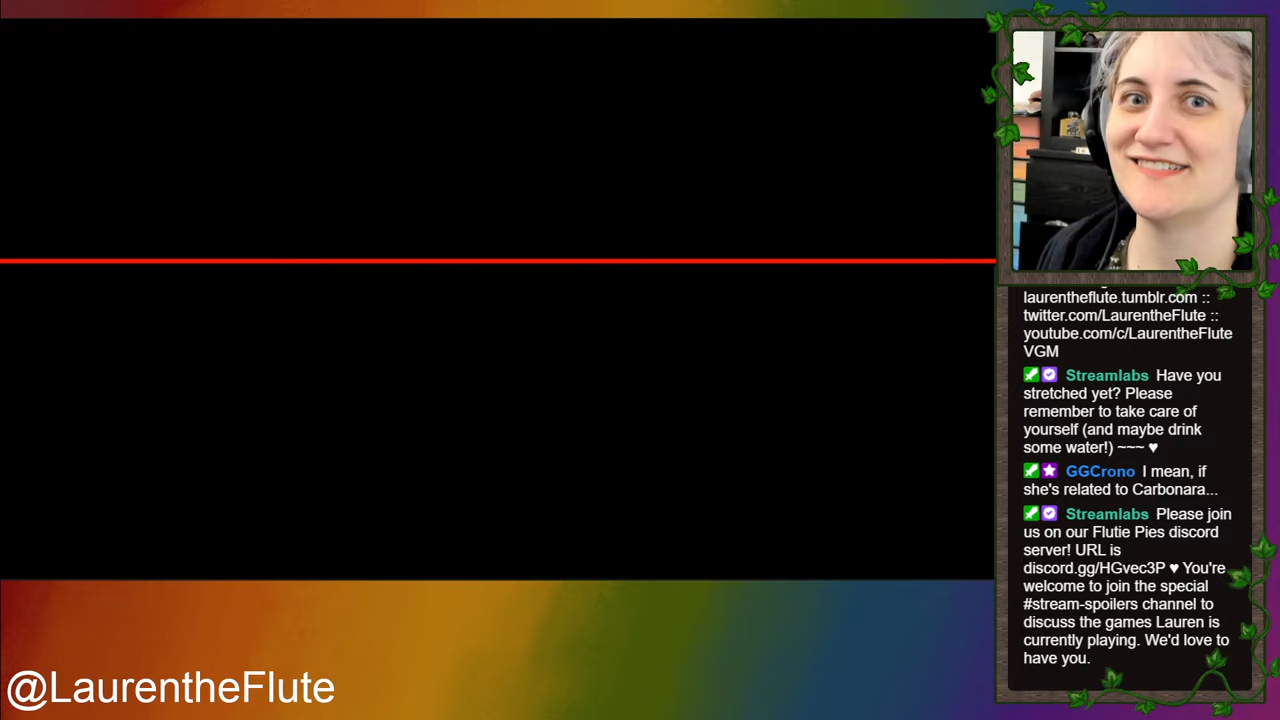 laurentheflute.tumblr.com ::
twitter.com/LaurentheFlute ::
youtube.com/c/LaurentheFlute
VGM
Streamlabs Have you
stretched yet? Please
remember to take care of
yourself (and maybe drink
some water!) ~~~ ♥
GGCrono I mean, if
she's related to Carbonara...
Streamlabs Please join
us on our Flutie Pies discord
server! URL is
discord.gg/HGvec3P ♥ You're
welcome to join the special
#stream-spoilers channel to
discuss the games Lauren is
currently playing. We'd love to
have you.
@LaurentheFlute